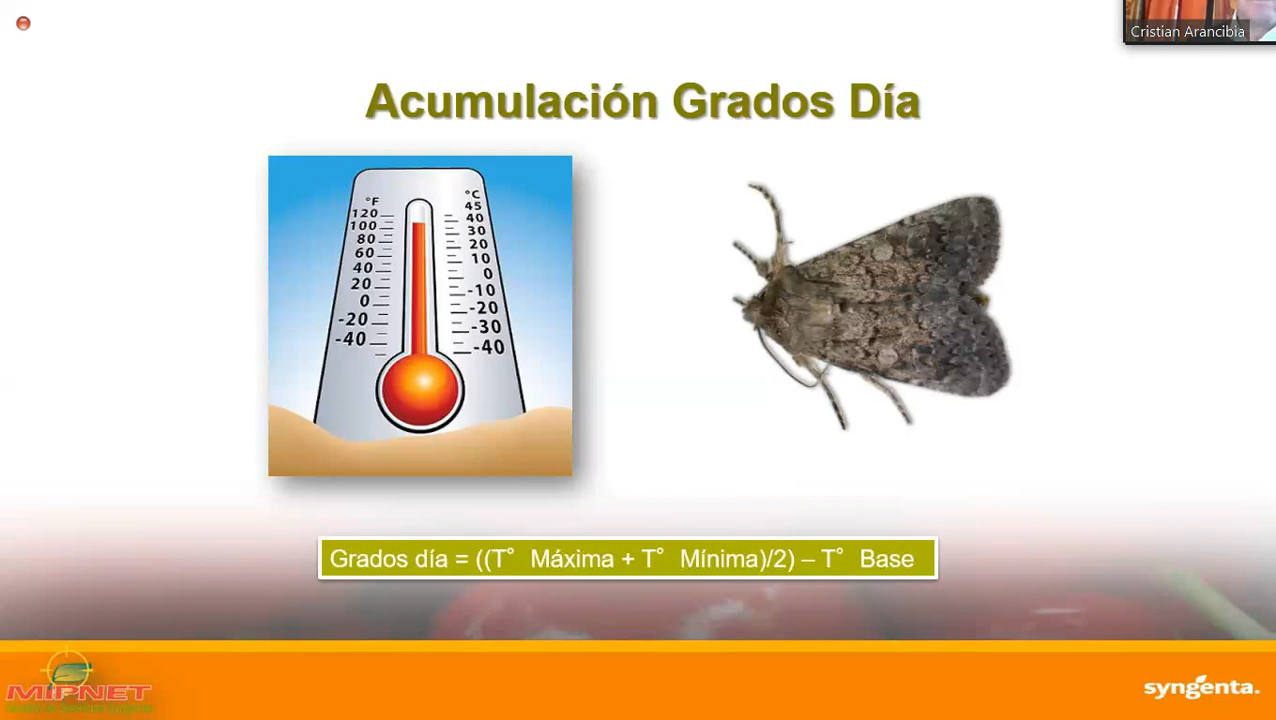 Cristian Arancibia
Acumulación Grados Día
°F
120
100
80
60
40
20
0
-20
-40
°C
45
40
30
20
10
0
-10
-20
-30
-40
Grados día = ((T° Máxima + T° Mínima)/2) – T° Base
MIPNET
syngenta.